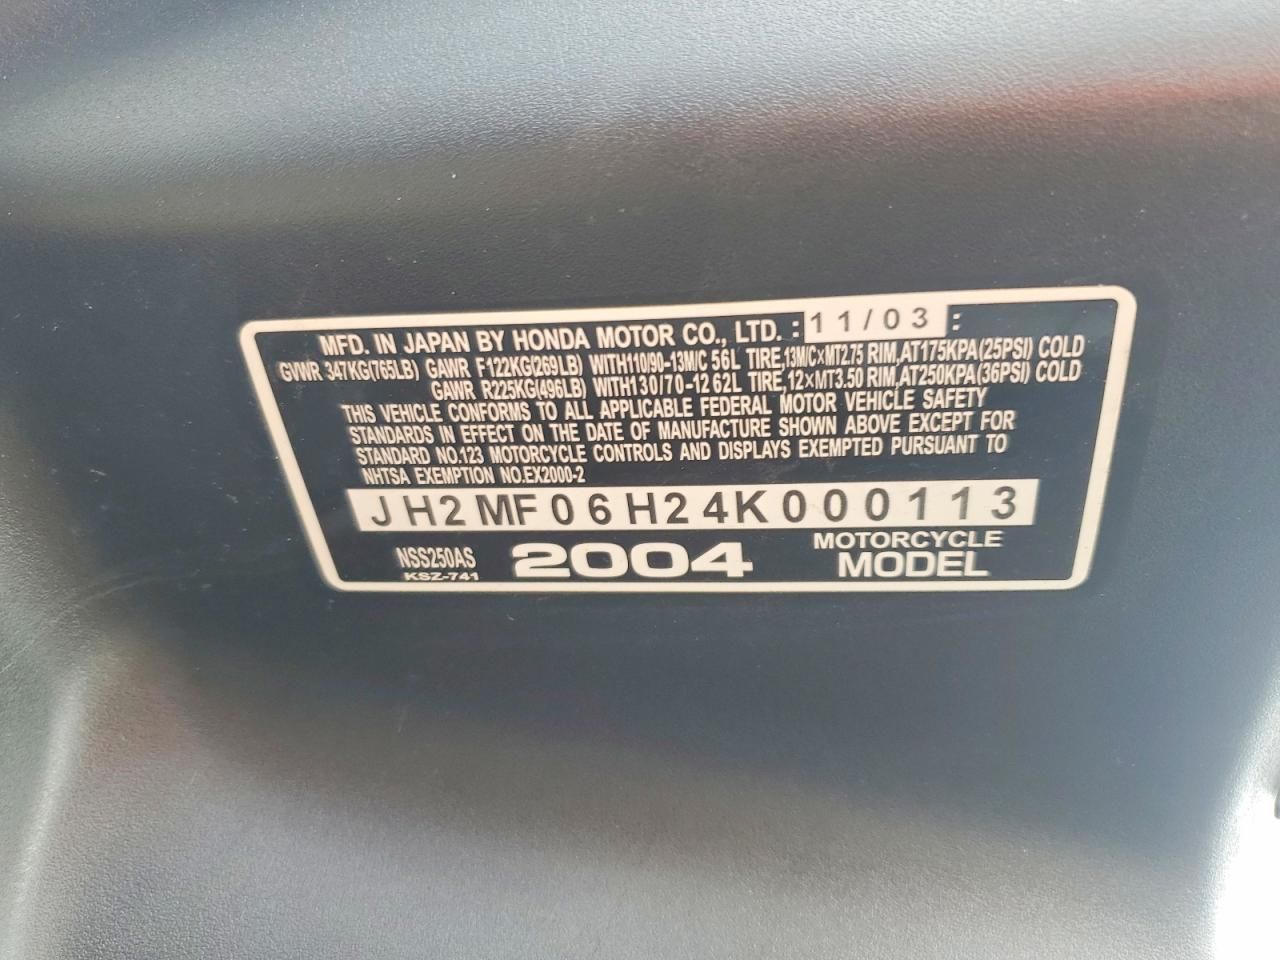 MFD. IN JAPAN BY HONDA MOTOR CO., LTD. : 11/03 :
GVWR 347KG(765LB) GAWR F122KG(269LB) WITH110/90-13M/C 56L TIRE,13M/C×MT2.75 RIM,AT175KPA(25PSI) COLD
GAWR R225KG(496LB) WITH130/70-12 62L TIRE,12×MT3.50 RIM,AT250KPA(36PSI) COLD
THIS VEHICLE CONFORMS TO ALL APPLICABLE FEDERAL MOTOR VEHICLE SAFETY
STANDARDS IN EFFECT ON THE DATE OF MANUFACTURE SHOWN ABOVE EXCEPT FOR
STANDARD NO.123 MOTORCYCLE CONTROLS AND DISPLAYS EXEMPTED PURSUANT TO
NHTSA EXEMPTION NO.EX2000-2
JH2MF06H24K000113
NSS250AS 2004 MOTORCYCLE
KSZ-741 MODEL